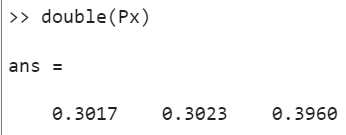 >> double(Px)
ans =
0.3017    0.3023    0.3960